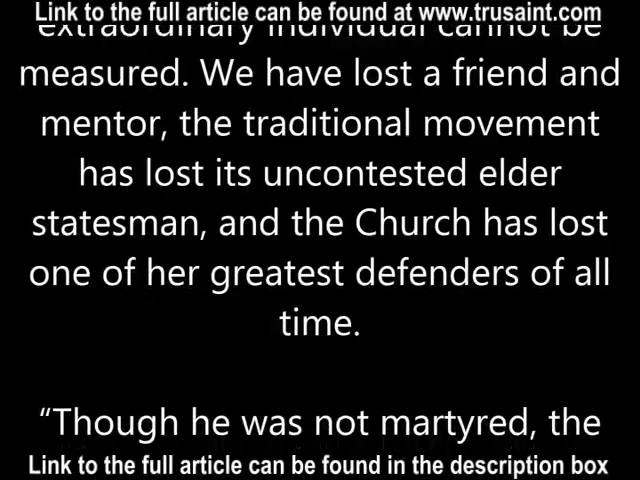 Link to the full article can be found at www.trusaint.com
extraordinary individual cannot be
measured. We have lost a friend and
mentor, the traditional movement
has lost its uncontested elder
statesman, and the Church has lost
one of her greatest defenders of all
time.
“Though he was not martyred, the
Link to the full article can be found in the description box